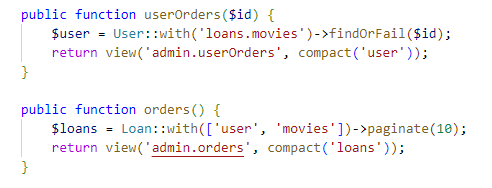 public function userOrders($id) {
    $user = User::with('loans.movies')->findOrFail($id);
    return view('admin.userOrders', compact('user'));
}

public function orders() {
    $loans = Loan::with(['user', 'movies'])->paginate(10);
    return view('admin.orders', compact('loans'));
}